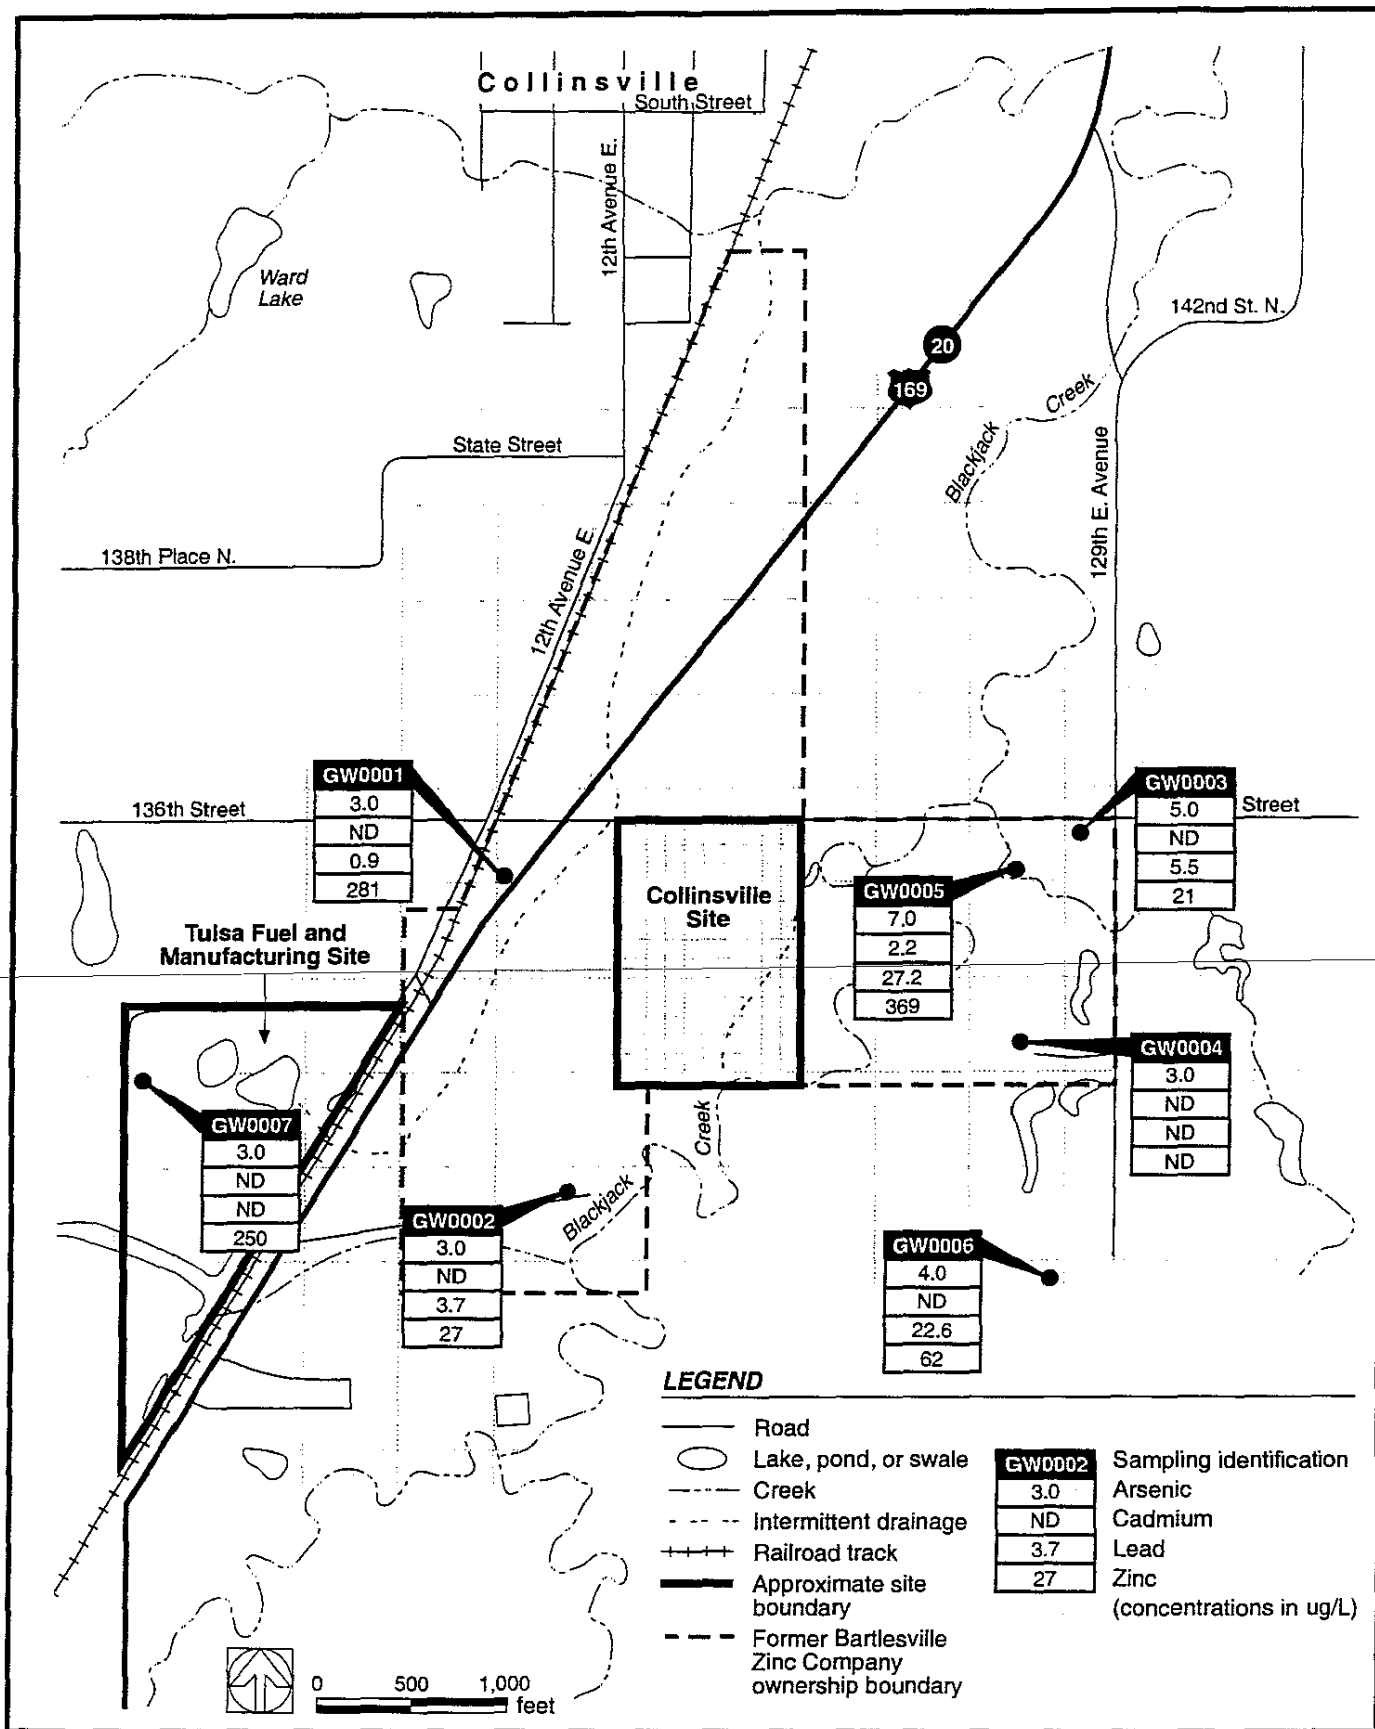 Collinsville
South Street
12th Avenue E.
Ward
Lake
142nd St. N.
20
169
Blackjack
Creek
State Street
129th E. Avenue
138th Place N.
12th Avenue E.
136th Street
GW0001
3.0
ND
0.9
281
GW0003
5.0
ND
5.5
21
Street
Collinsville
Site
GW0005
7.0
2.2
27.2
369
Tulsa Fuel and
Manufacturing Site
GW0004
3.0
ND
ND
ND
GW0007
3.0
ND
ND
250
Creek
Blackjack
GW0002
3.0
ND
3.7
27
GW0006
4.0
ND
22.6
62
LEGEND
Road
Lake, pond, or swale
Creek
Intermittent drainage
Railroad track
Approximate site
boundary
Former Bartlesville
Zinc Company
ownership boundary
GW0002 Sampling identification
3.0 Arsenic
ND Cadmium
3.7 Lead
27 Zinc
(concentrations in ug/L)
0 500 1,000
feet